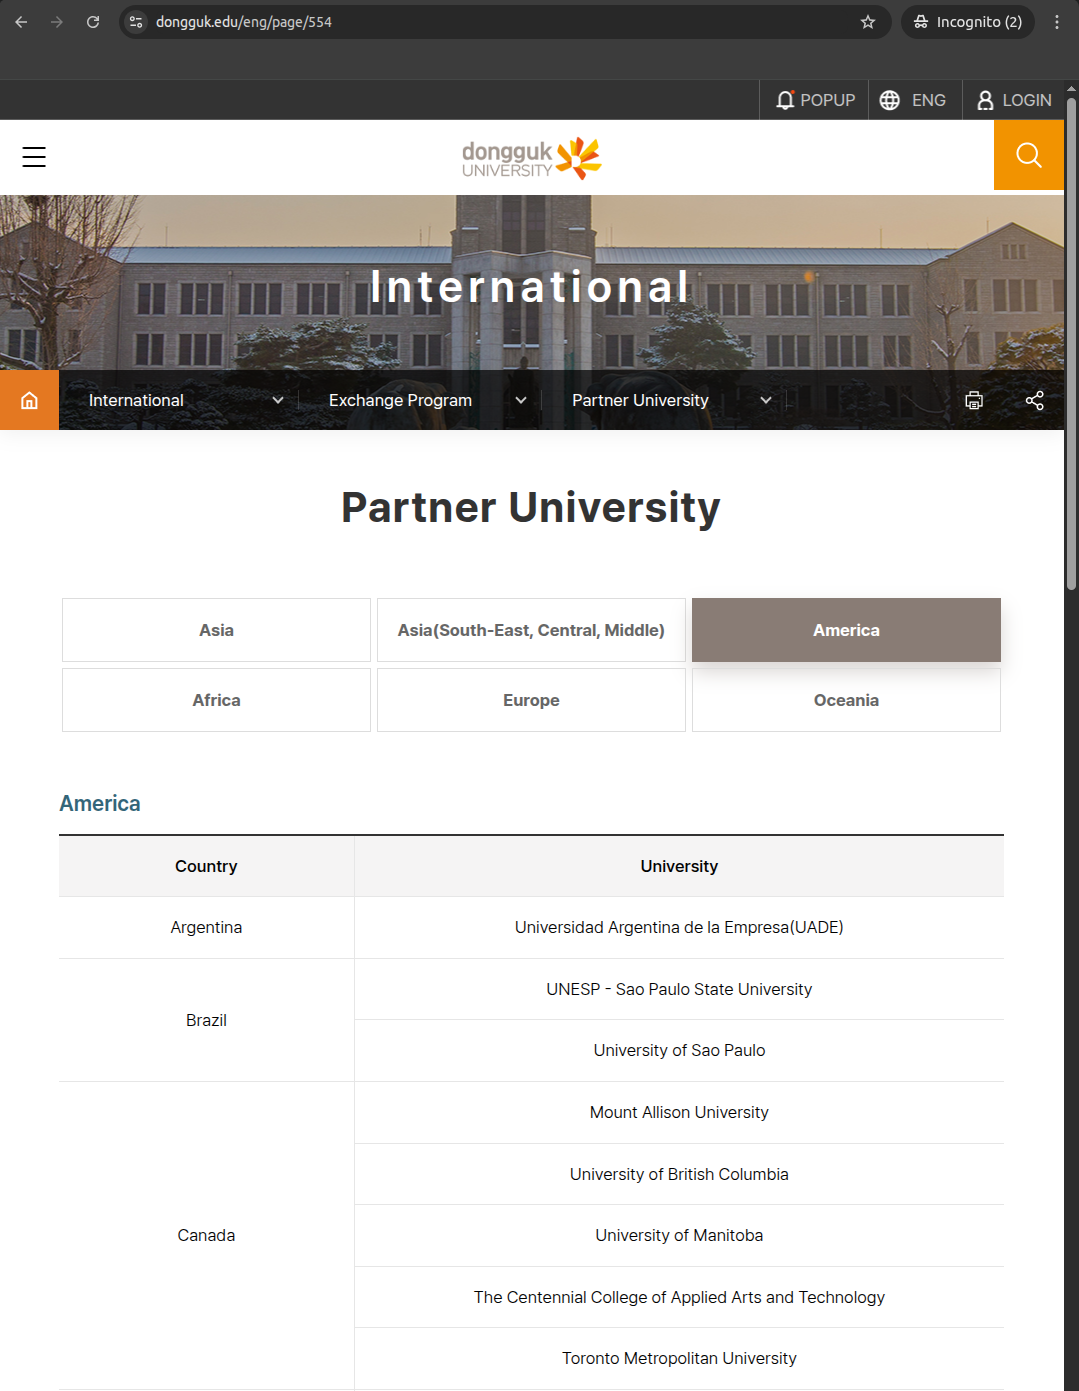 dongguk.edu/eng/page/554
Incognito (2)
POPUP
ENG
LOGIN
dongguk
UNIVERSITY
International
International
Exchange Program
Partner University
Partner University
Asia
Asia(South-East, Central, Middle)
America
Africa
Europe
Oceania
America
Country
University
Argentina
Universidad Argentina de la Empresa(UADE)
Brazil
UNESP - Sao Paulo State University
University of Sao Paulo
Canada
Mount Allison University
University of British Columbia
University of Manitoba
The Centennial College of Applied Arts and Technology
Toronto Metropolitan University